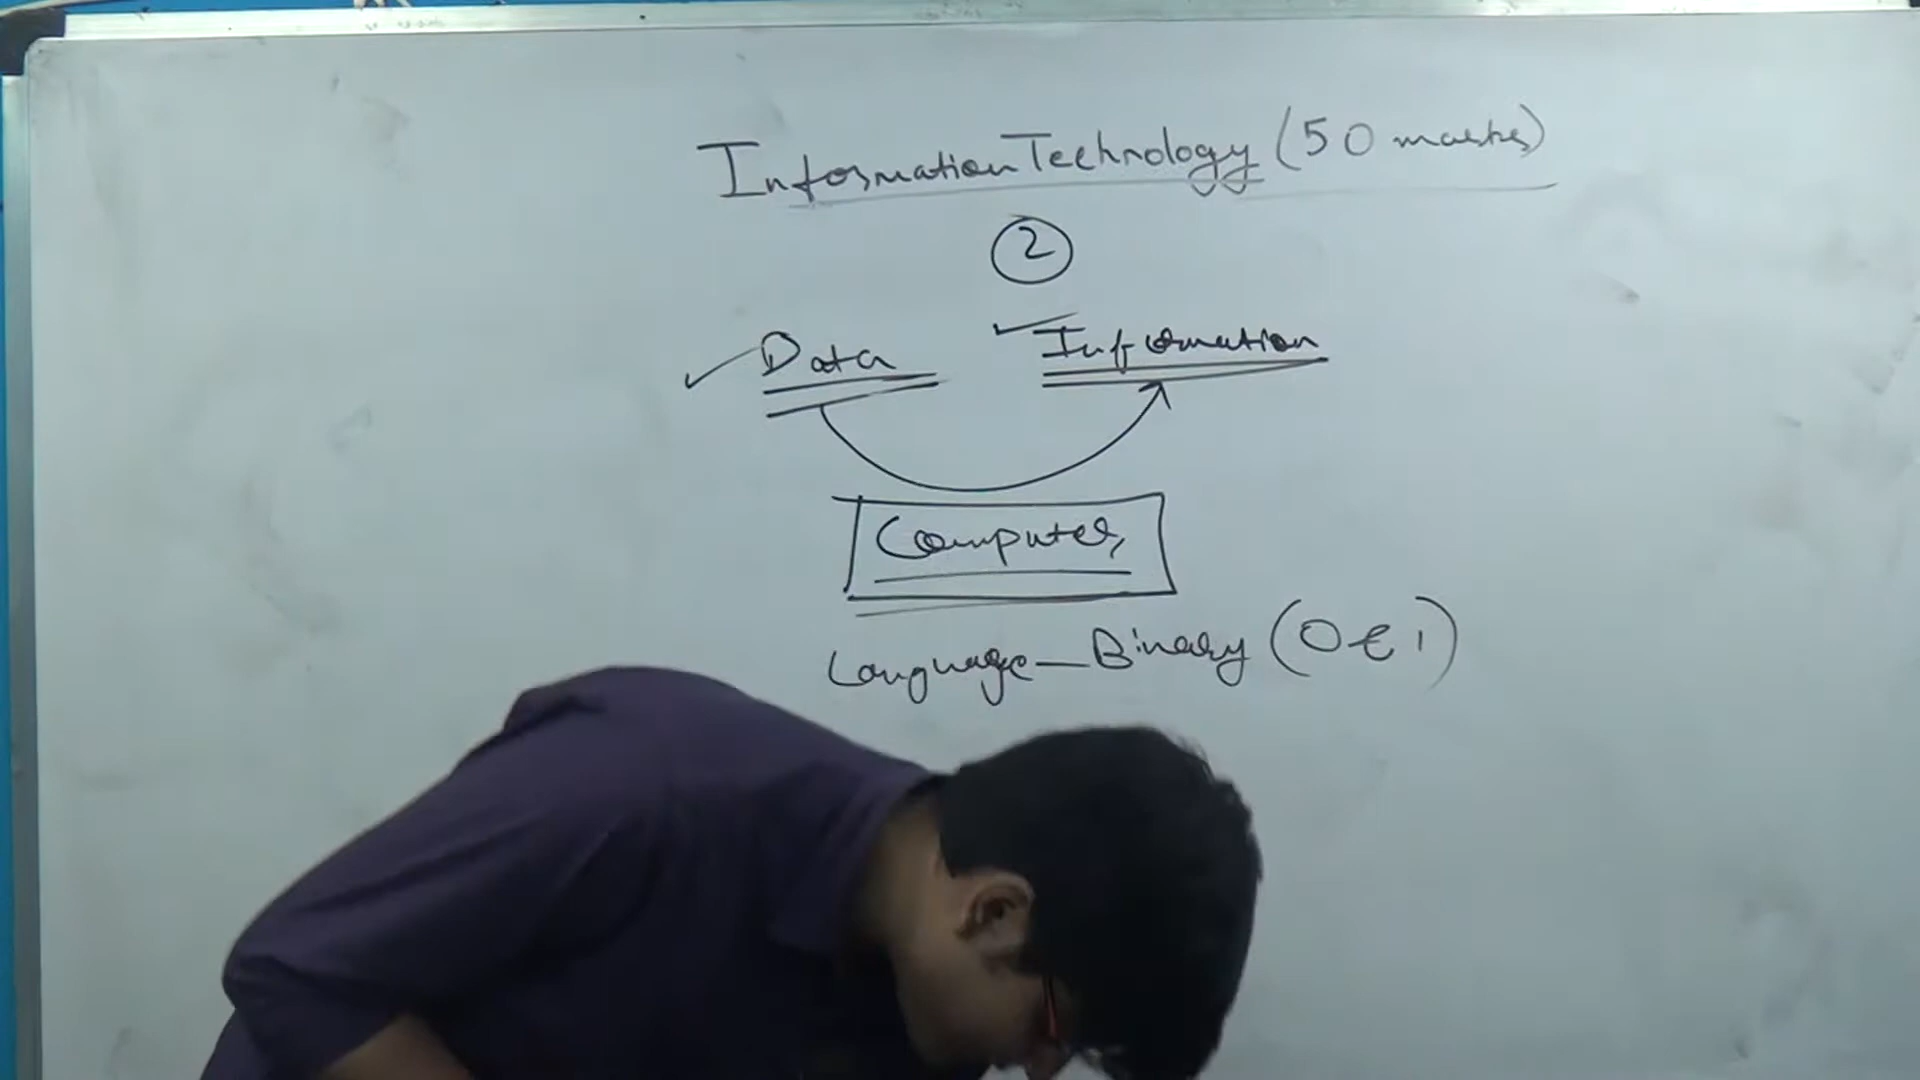 Information Technology (50 marks)
2
Data Information
Computer
Language - Binary (0 & 1)